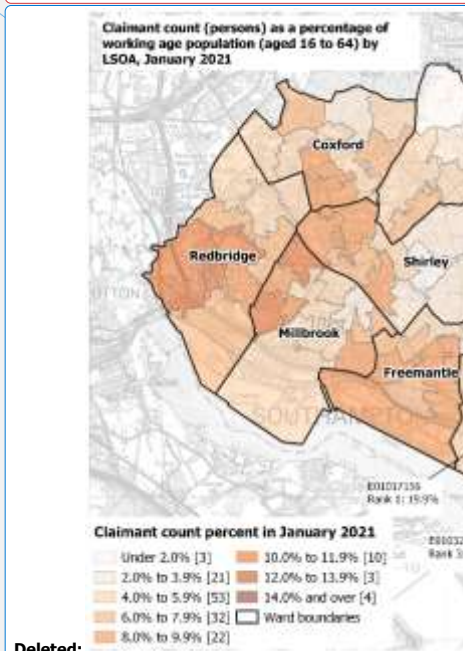 Claimant count (persons) as a percentage of
working age population (aged 16 to 64) by
LSOA, January 2021
Coxford
Redbridge
Shirley
Millbrook
Freemantle
SOUTHAMPTON
E01017156
Rank 1: 19.9%
Claimant count percent in January 2021
Under 2.0% [3]
2.0% to 3.9% [21]
4.0% to 5.9% [53]
6.0% to 7.9% [32]
8.0% to 9.9% [22]
10.0% to 11.9% [10]
12.0% to 13.9% [3]
14.0% and over [4]
Ward boundaries
Deleted: